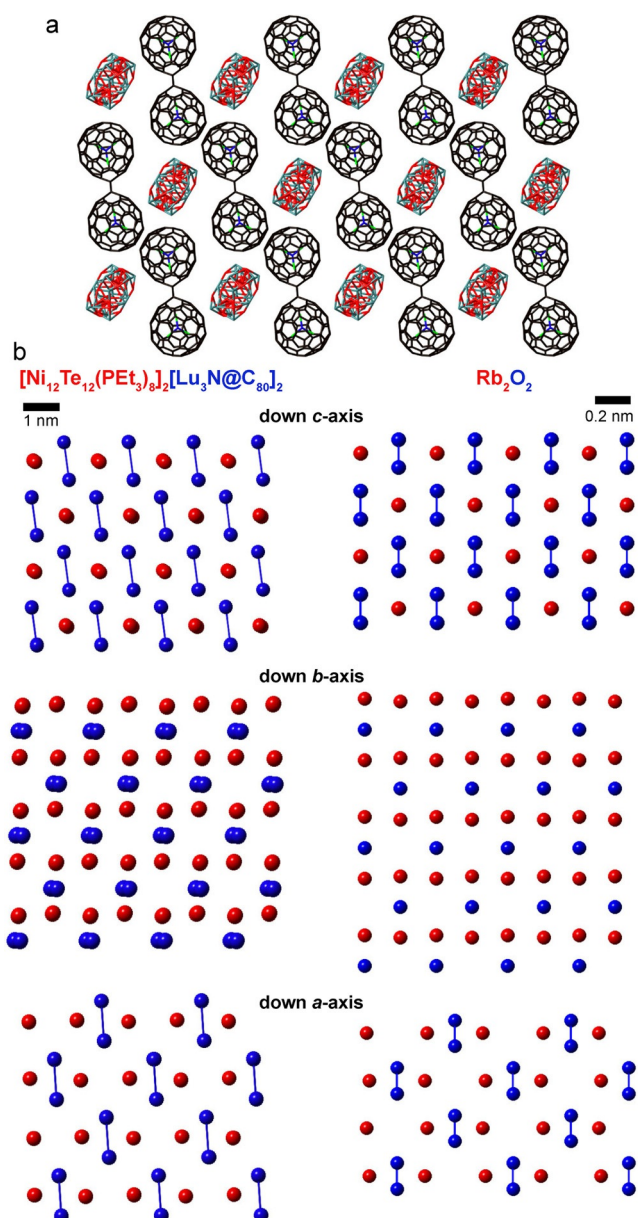 a
b
[Ni₁₂Te₁₂(PEt₃)₈]₂[Lu₃N@C₈₀]₂
Rb₂O₂
1 nm
down c-axis
0.2 nm
down b-axis
down a-axis